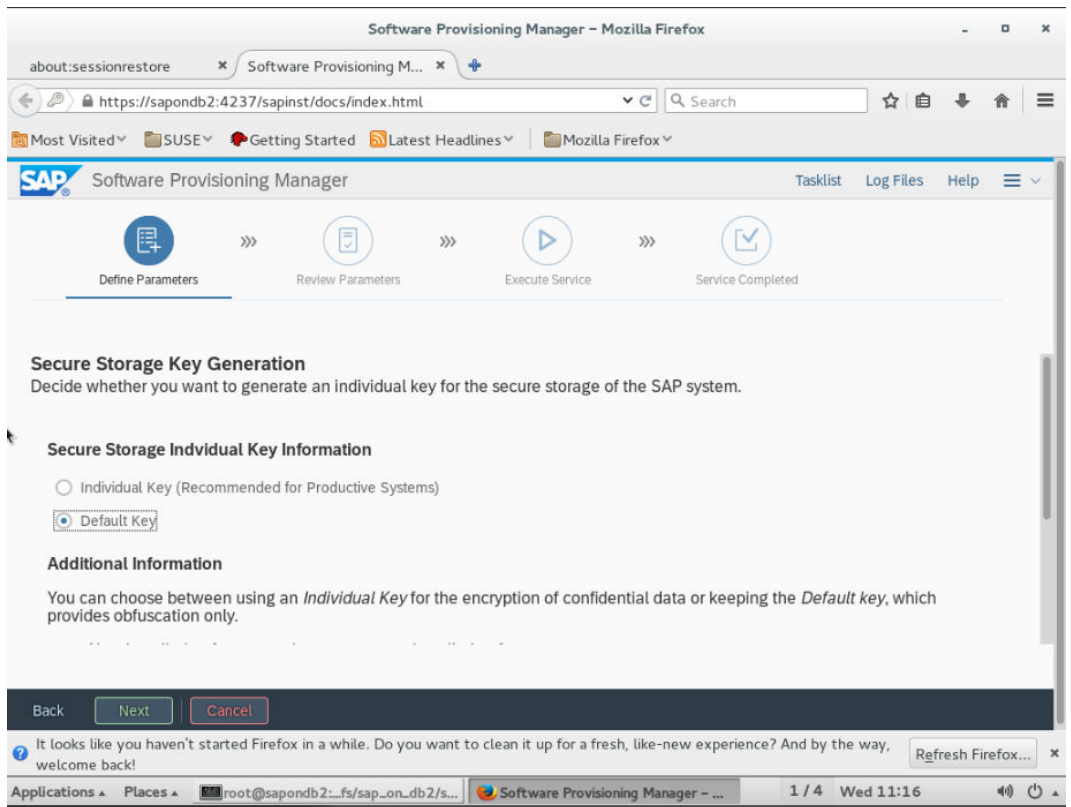 Software Provisioning Manager – Mozilla Firefox
about:sessionrestore
Software Provisioning M...
https://sapondb2:4237/sapinst/docs/index.html
Search
Most Visited SUSE Getting Started Latest Headlines Mozilla Firefox
SAP Software Provisioning Manager Tasklist Log Files Help
Define Parameters Review Parameters Execute Service Service Completed
Secure Storage Key Generation
Decide whether you want to generate an individual key for the secure storage of the SAP system.
Secure Storage Indvidual Key Information
Individual Key (Recommended for Productive Systems)
Default Key
Additional Information
You can choose between using an Individual Key for the encryption of confidential data or keeping the Default key, which
provides obfuscation only.
Back Next Cancel
It looks like you haven't started Firefox in a while. Do you want to clean it up for a fresh, like-new experience? And by the way,
welcome back!
Refresh Firefox...
Applications Places root@sapondb2:_fs/sap_on_db2/s... Software Provisioning Manager – ... 1 / 4 Wed 11:16